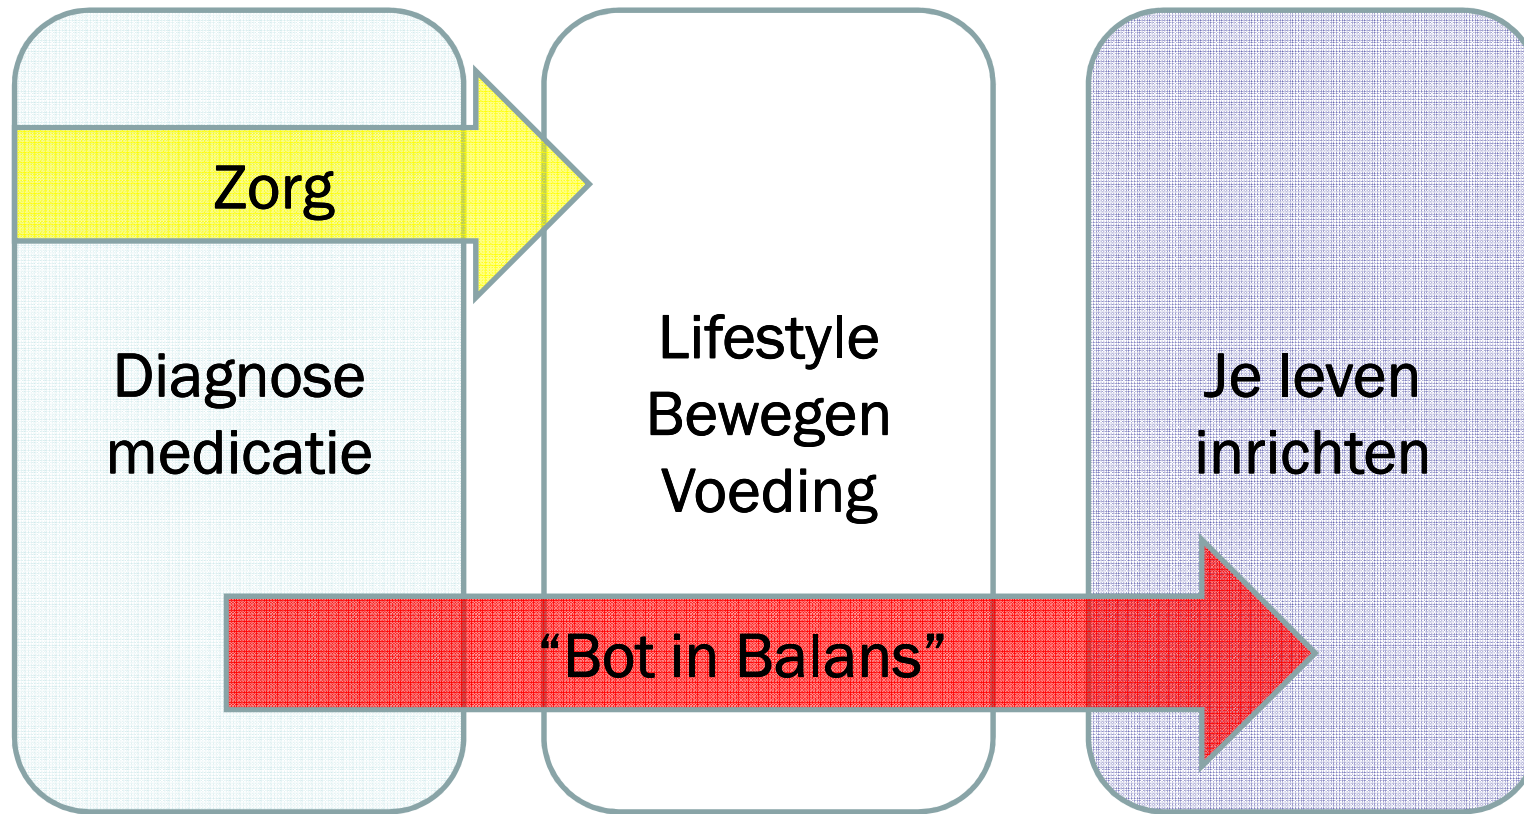 Zorg
Diagnose
medicatie
Lifestyle
Bewegen
Voeding
Je leven
inrichten
“Bot in Balans”